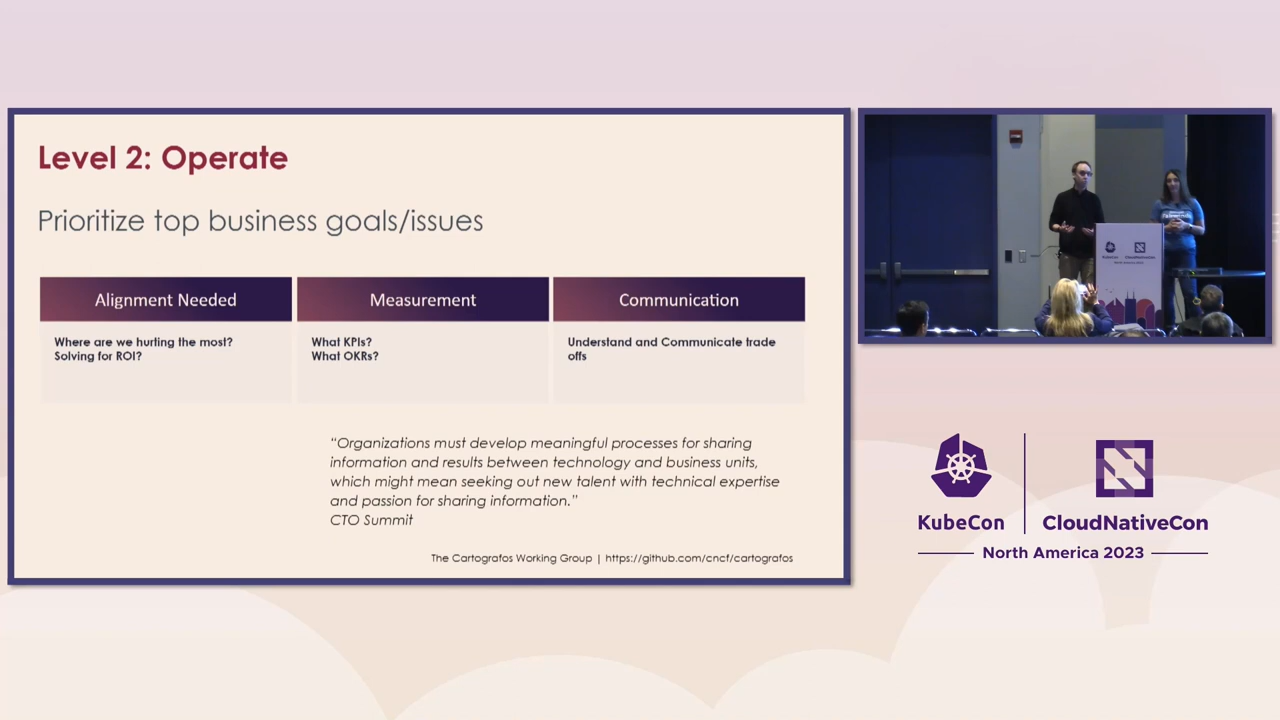 Level 2: Operate
Prioritize top business goals/issues
Alignment Needed
Measurement
Communication
Where are we hurting the most?
Solving for ROI?
What KPIs?
What OKRs?
Understand and Communicate trade
offs
“Organizations must develop meaningful processes for sharing
information and results between technology and business units,
which might mean seeking out new talent with technical expertise
and passion for sharing information.”
CTO Summit
The Cartografos Working Group | https://github.com/cncf/cartografos
KubeCon
CloudNativeCon
KubeCon
CloudNativeCon
North America 2023